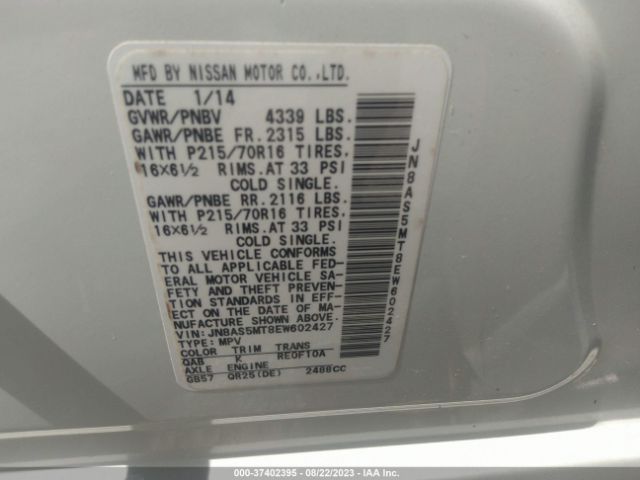 MFD BY NISSAN MOTOR CO.,LTD.
DATE 1/14
GVWR/PNBV 4339 LBS.
GAWR/PNBE FR. 2315 LBS.
WITH P215/70R16 TIRES.
16X6½ RIMS. AT 33 PSI
COLD SINGLE.
GAWR/PNBE RR. 2116 LBS.
WITH P215/70R16 TIRES.
16X6½ RIMS. AT 33 PSI
COLD SINGLE.
THIS VEHICLE CONFORMS
TO ALL APPLICABLE FED-
ERAL MOTOR VEHICLE SA-
FETY AND THEFT PREVEN-
TION STANDARDS IN EFF-
ECT ON THE DATE OF MA-
NUFACTURE SHOWN ABOVE.
VIN: JN8AS5MT8EW602427
TYPE: MPV
COLOR TRIM TRANS
QAB K RE0F10A
AXLE ENGINE
GB57 QR25(DE) 2488CC
JN8AS5MT8EW602427
000-37402395 - 08/22/2023 - IAA Inc.